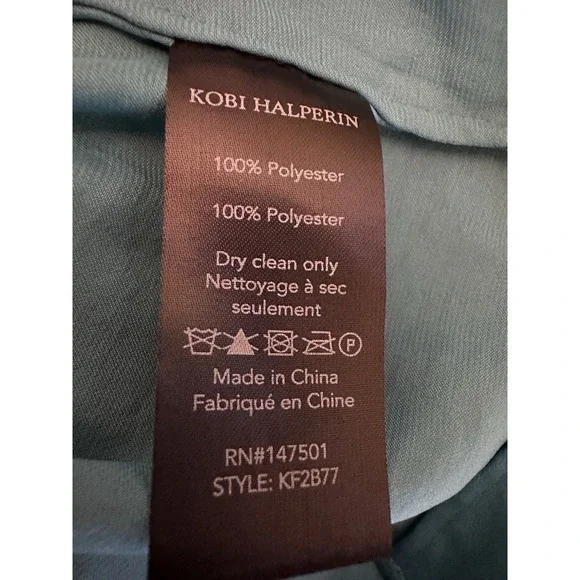 KOBI HALPERIN
100% Polyester
100% Polyester
Dry clean only
Nettoyage à sec
seulement
P
Made in China
Fabriqué en Chine
RN#147501
STYLE: KF2B77